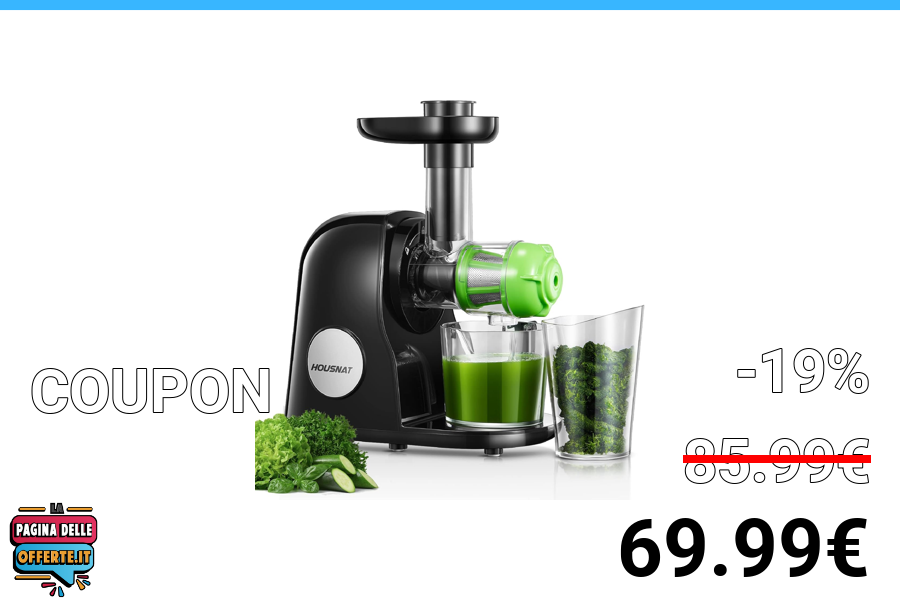 HOUSNAT
COUPON
-19%
85.99€
LA
PAGINA DELLE
OFFERTE.IT
69.99€